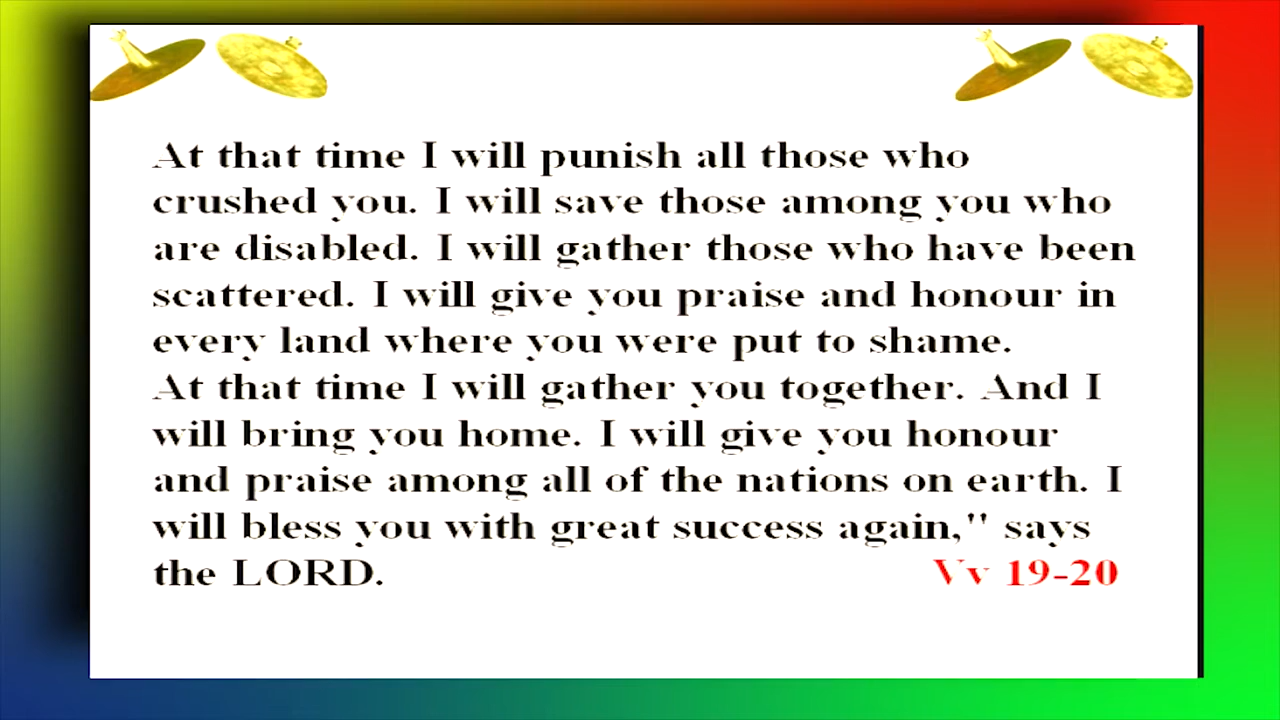 At that time I will punish all those who
crushed you. I will save those among you who
are disabled. I will gather those who have been
scattered. I will give you praise and honour in
every land where you were put to shame.
At that time I will gather you together. And I
will bring you home. I will give you honour
and praise among all of the nations on earth. I
will bless you with great success again," says
the LORD. Vv 19-20